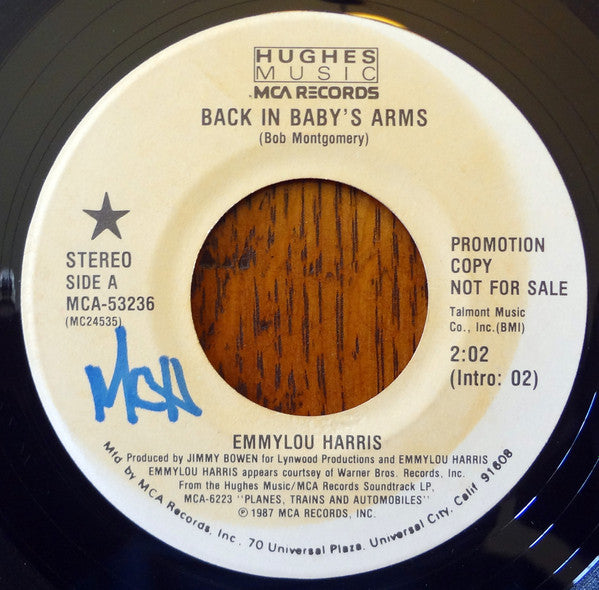 HUGHES
MUSIC
MCA RECORDS
BACK IN BABY'S ARMS
(Bob Montgomery)
STEREO
SIDE A
MCA-53236
(MC24535)
PROMOTION
COPY
NOT FOR SALE
Talmont Music
Co., Inc.(BMI)
2:02
(Intro: 02)
EMMYLOU HARRIS
Produced by JIMMY BOWEN for Lynwood Productions and EMMYLOU HARRIS
EMMYLOU HARRIS appears courtsey of Warner Bros. Records, Inc.
From the Hughes Music/MCA Records Soundtrack LP,
MCA-6223 "PLANES, TRAINS AND AUTOMOBILES"
℗ 1987 MCA RECORDS, INC.
Mfd by MCA Records, Inc. 70 Universal Plaza, Universal City, Calif 91608